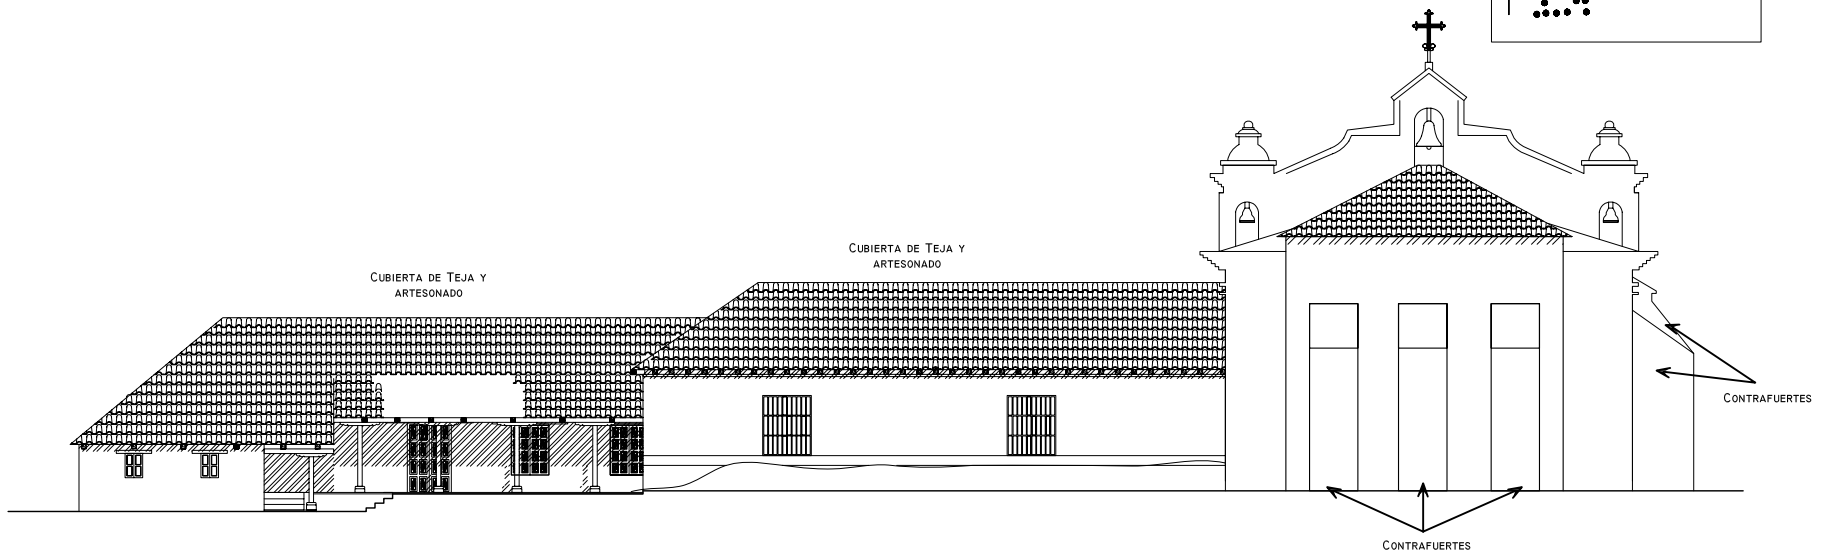 Cubierta de Teja y
artesonado
Cubierta de Teja y
artesonado
Contrafuertes
Contrafuertes